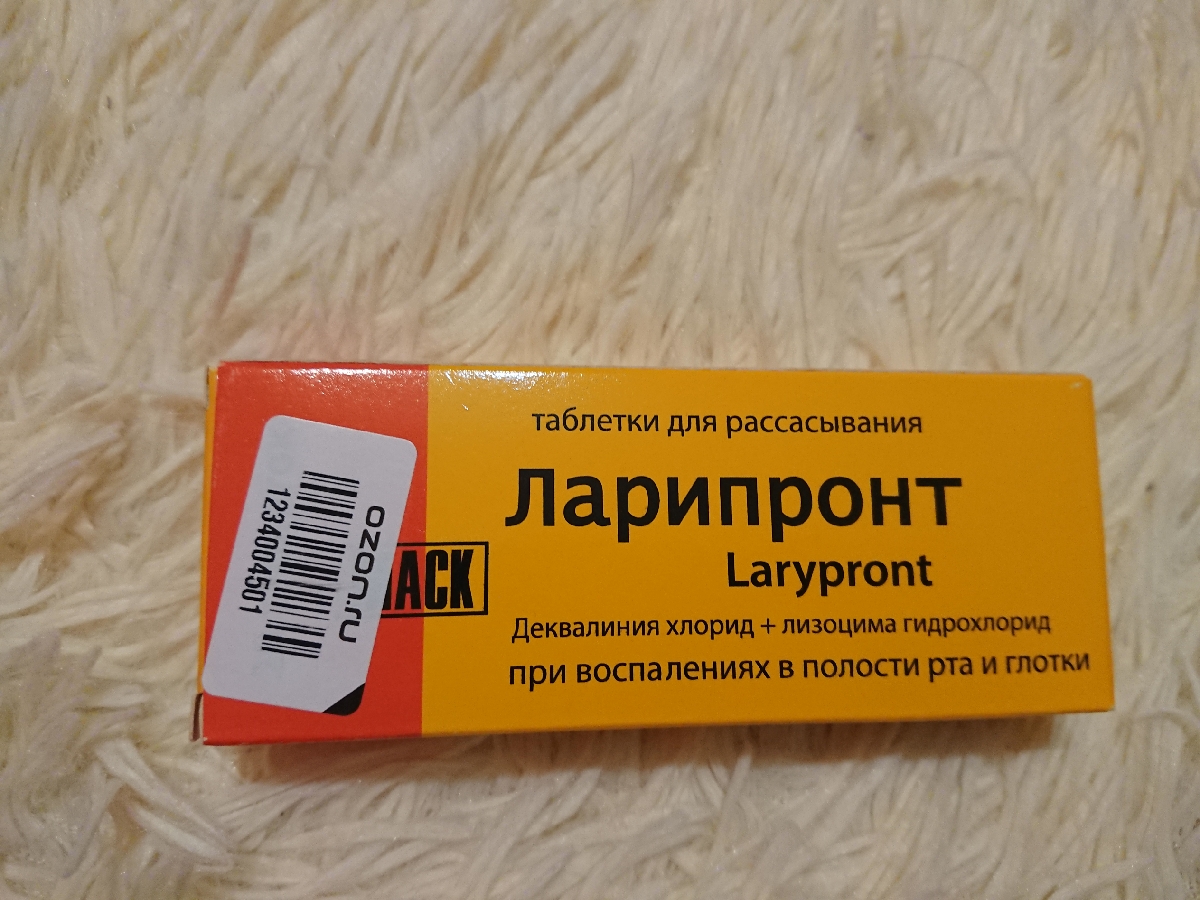 таблетки для рассасывания
Ларипронт
Larypront
Деквалиния хлорид + лизоцима гидрохлорид
при воспалениях в полости рта и глотки
ozon.ru
1234004501